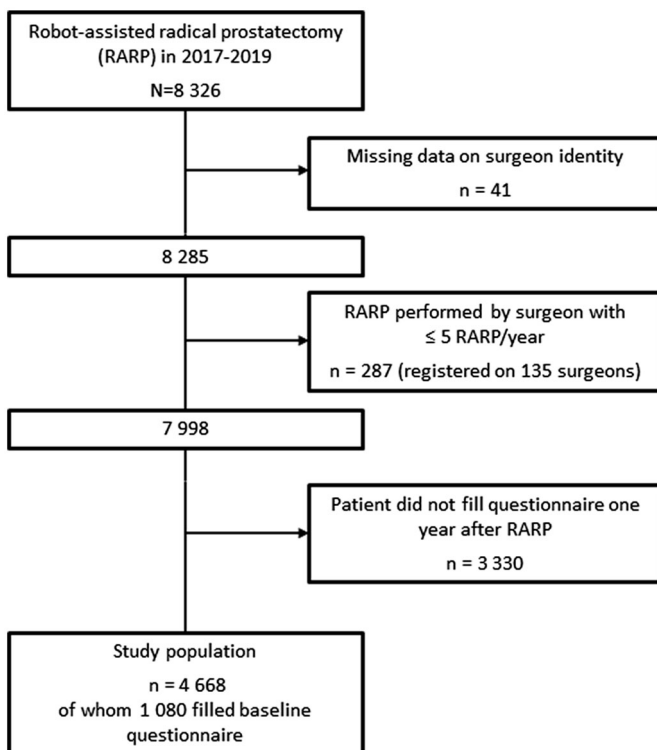 Robot-assisted radical prostatectomy
(RARP) in 2017-2019
N=8 326
Missing data on surgeon identity
n = 41
8 285
RARP performed by surgeon with
≤ 5 RARP/year
n = 287 (registered on 135 surgeons)
7 998
Patient did not fill questionnaire one
year after RARP
n = 3 330
Study population
n = 4 668
of whom 1 080 filled baseline
questionnaire